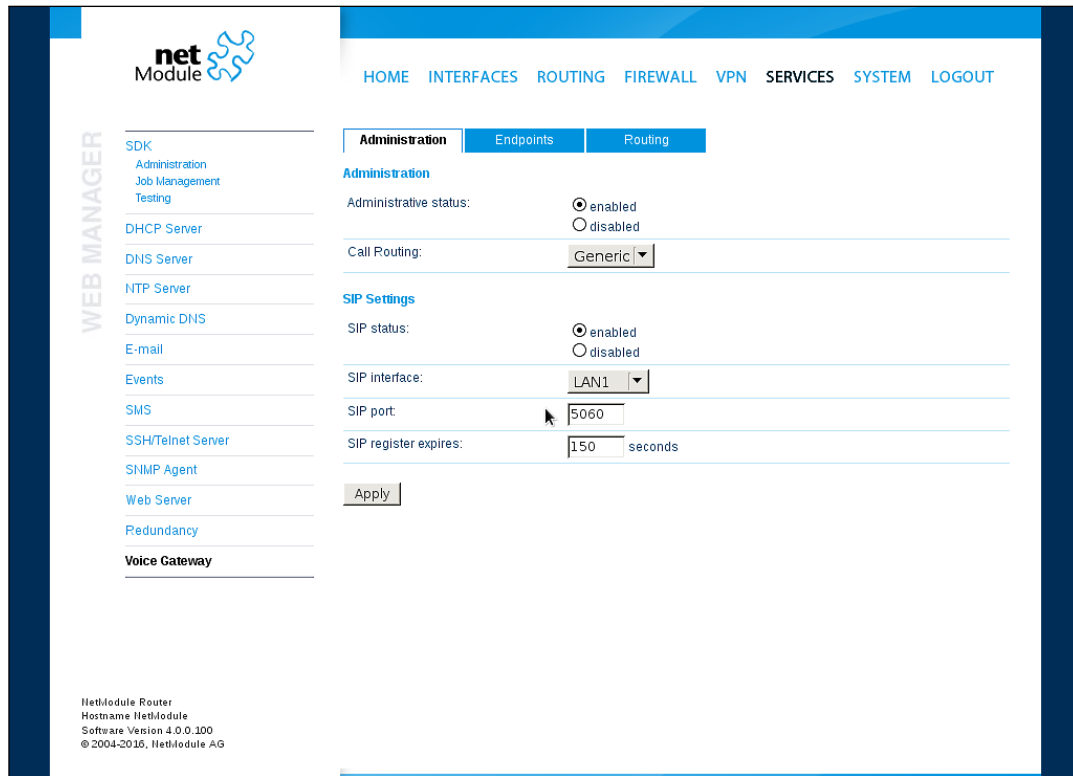 net
Module
HOME INTERFACES ROUTING FIREWALL VPN SERVICES SYSTEM LOGOUT
WEB MANAGER
SDK
Administration
Job Management
Testing
DHCP Server
DNS Server
NTP Server
Dynamic DNS
E-mail
Events
SMS
SSH/Telnet Server
SNMP Agent
Web Server
Redundancy
Voice Gateway
Administration Endpoints Routing
Administration
Administrative status:
enabled
disabled
Call Routing: Generic
SIP Settings
SIP status:
enabled
disabled
SIP interface: LAN1
SIP port: 5060
SIP register expires: 150 seconds
Apply
NetModule Router
Hostname NetModule
Software Version 4.0.0.100
© 2004-2016, NetModule AG